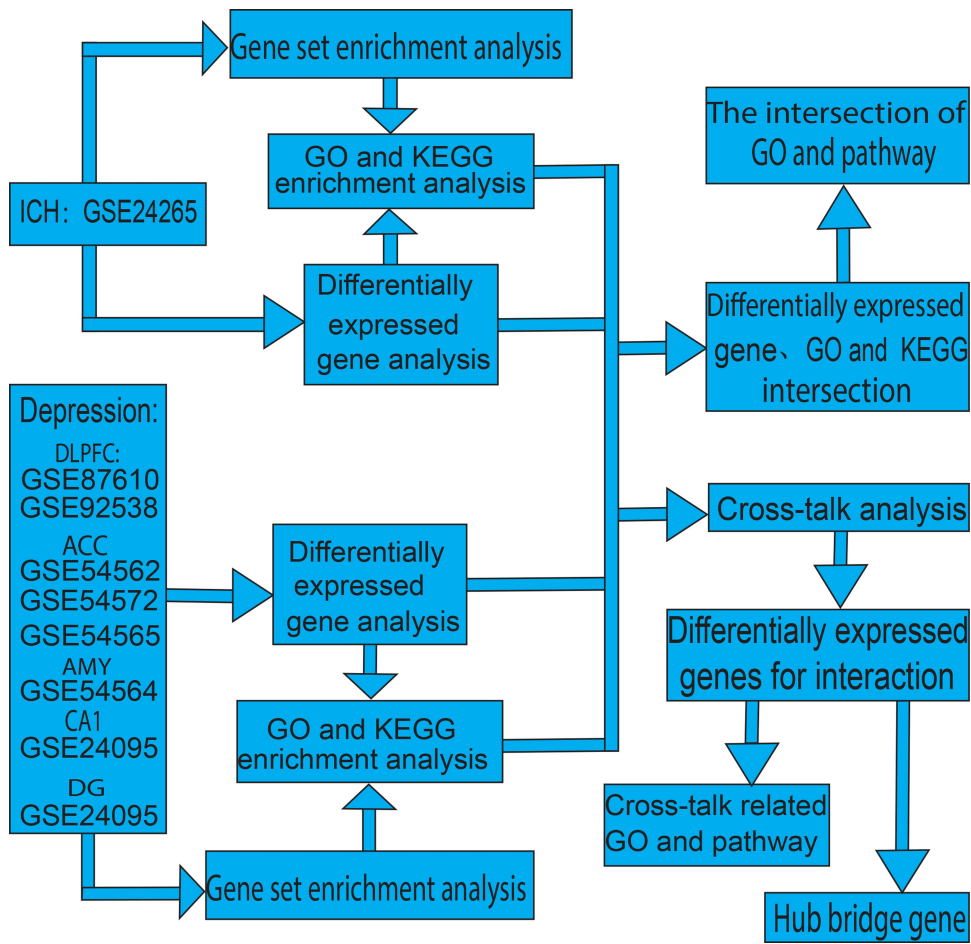 Gene set enrichment analysis
GO and KEGG
enrichment analysis
ICH：GSE24265
Differentially
expressed
gene analysis
Depression:
DLPFC:
GSE87610
GSE92538
ACC
GSE54562
GSE54572
GSE54565
AMY
GSE54564
CA1
GSE24095
DG
GSE24095
Differentially
expressed
gene analysis
GO and KEGG
enrichment analysis
Gene set enrichment analysis
The intersection of
GO and pathway
Differentially expressed
gene、GO and KEGG
intersection
Cross-talk analysis
Differentially expressed
genes for interaction
Cross-talk related
GO and pathway
Hub bridge gene